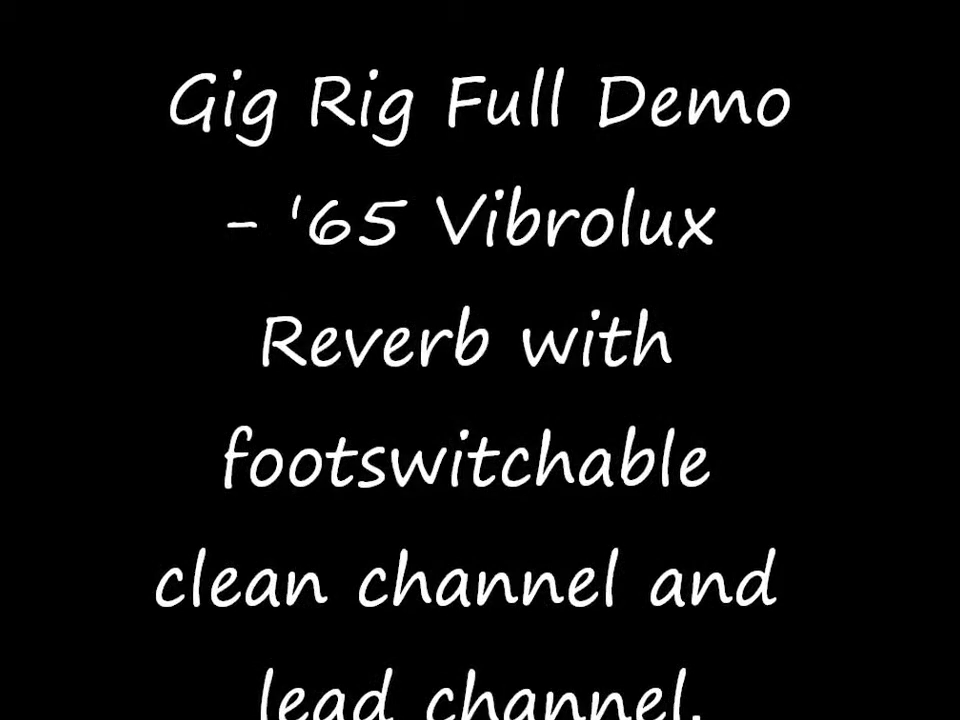 Gig Rig Full Demo
- '65 Vibrolux
Reverb with
footswitchable
clean channel and
lead channel.